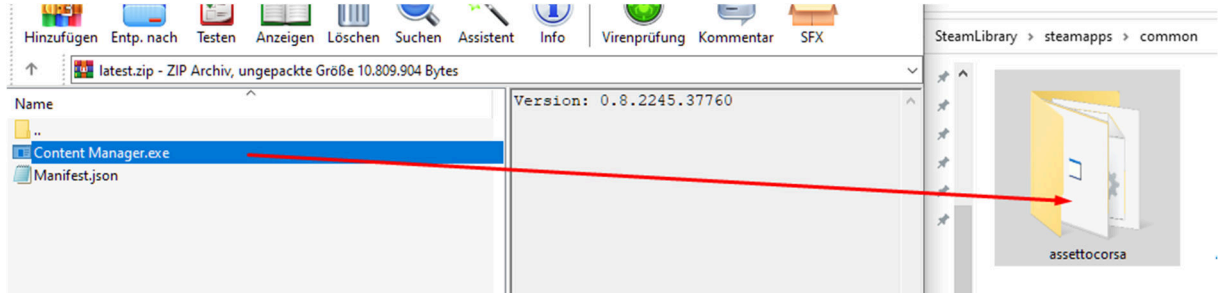 Hinzufügen Entp. nach Testen Anzeigen Löschen Suchen Assistent Info Virenprüfung Kommentar SFX
latest.zip - ZIP Archiv, ungepackte Größe 10.809.904 Bytes
Name
..
Content Manager.exe
Manifest.json
Version: 0.8.2245.37760
SteamLibrary > steamapps > common
assettocorsa